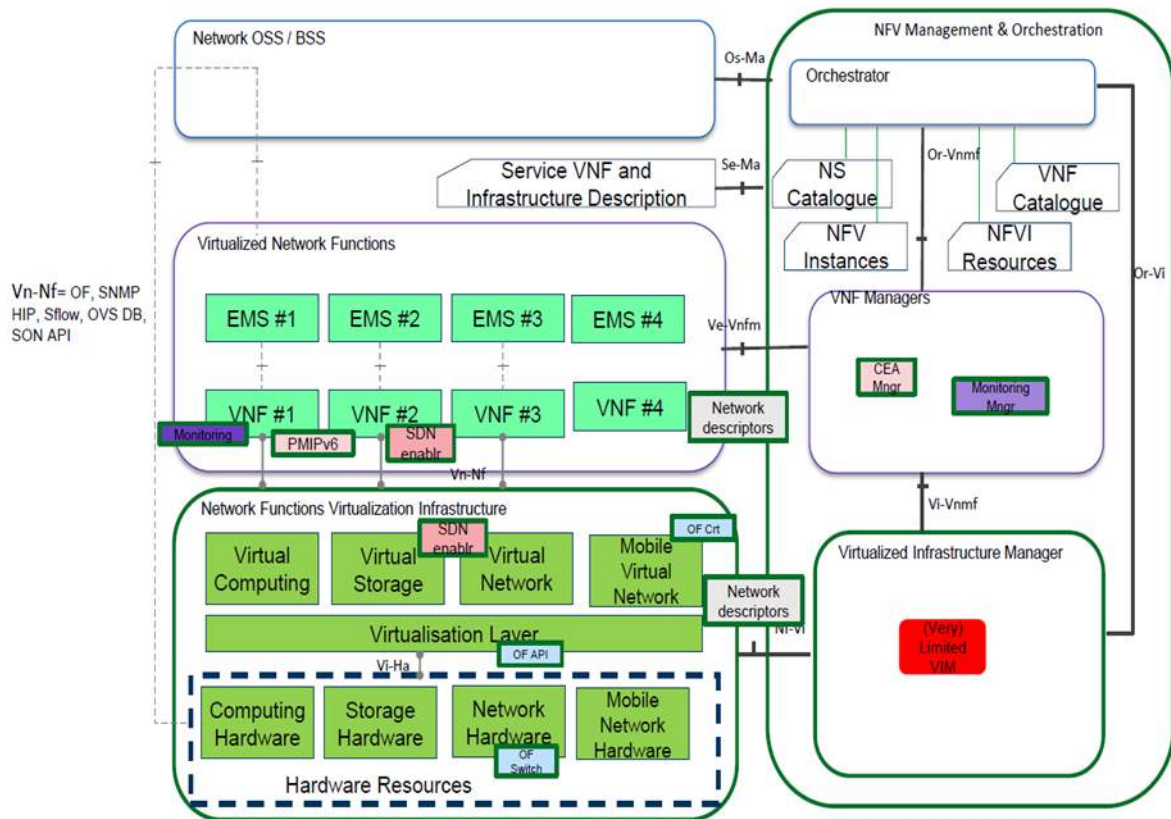 Network OSS / BSS
NFV Management & Orchestration
Os-Ma
Orchestrator
Service VNF and
Infrastructure Description
Se-Ma
NS
Catalogue
Or-Vnmf
VNF
Catalogue
NFV
Instances
NFVI
Resources
Or-Vi
Virtualized Network Functions
Vn-Nf= OF, SNMP
HIP, Sflow, OVS DB,
SON API
EMS #1
EMS #2
EMS #3
EMS #4
Ve-Vnfm
VNF Managers
CEA
Mngr
Monitoring
Mngr
VNF #1
VNF #2
VNF #3
VNF #4
Network
descriptors
Monitoring
PMIPv6
SDN
enablr
Vn-Nf
Vi-Vnmf
Network Functions Virtualization Infrastructure
SDN
enablr
OF Crt
Virtual
Computing
Virtual
Storage
Virtual
Network
Mobile
Virtual
Network
Network
descriptors
Virtualized Infrastructure Manager
Virtualisation Layer
Nf-Vi
(Very)
Limited
VIM
OF API
Vi-Ha
Computing
Hardware
Storage
Hardware
Network
Hardware
Mobile
Network
Hardware
OF
Switch
Hardware Resources